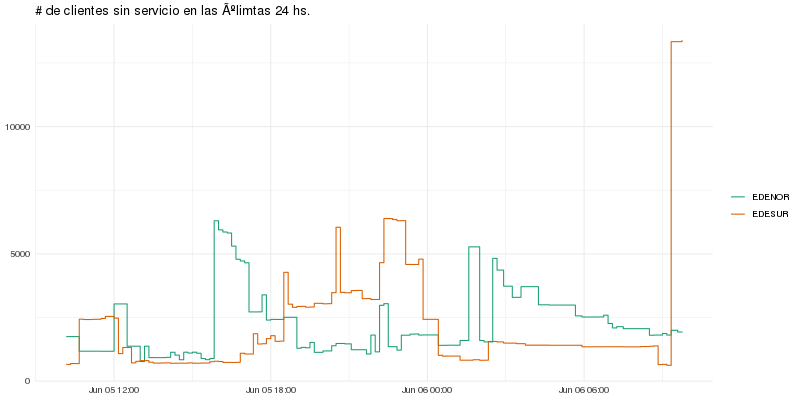 # de clientes sin servicio en las Ãºlimtas 24 hs.
10000
5000
0
Jun 05 12:00
Jun 05 18:00
Jun 06 00:00
Jun 06 06:00
EDENOR
EDESUR